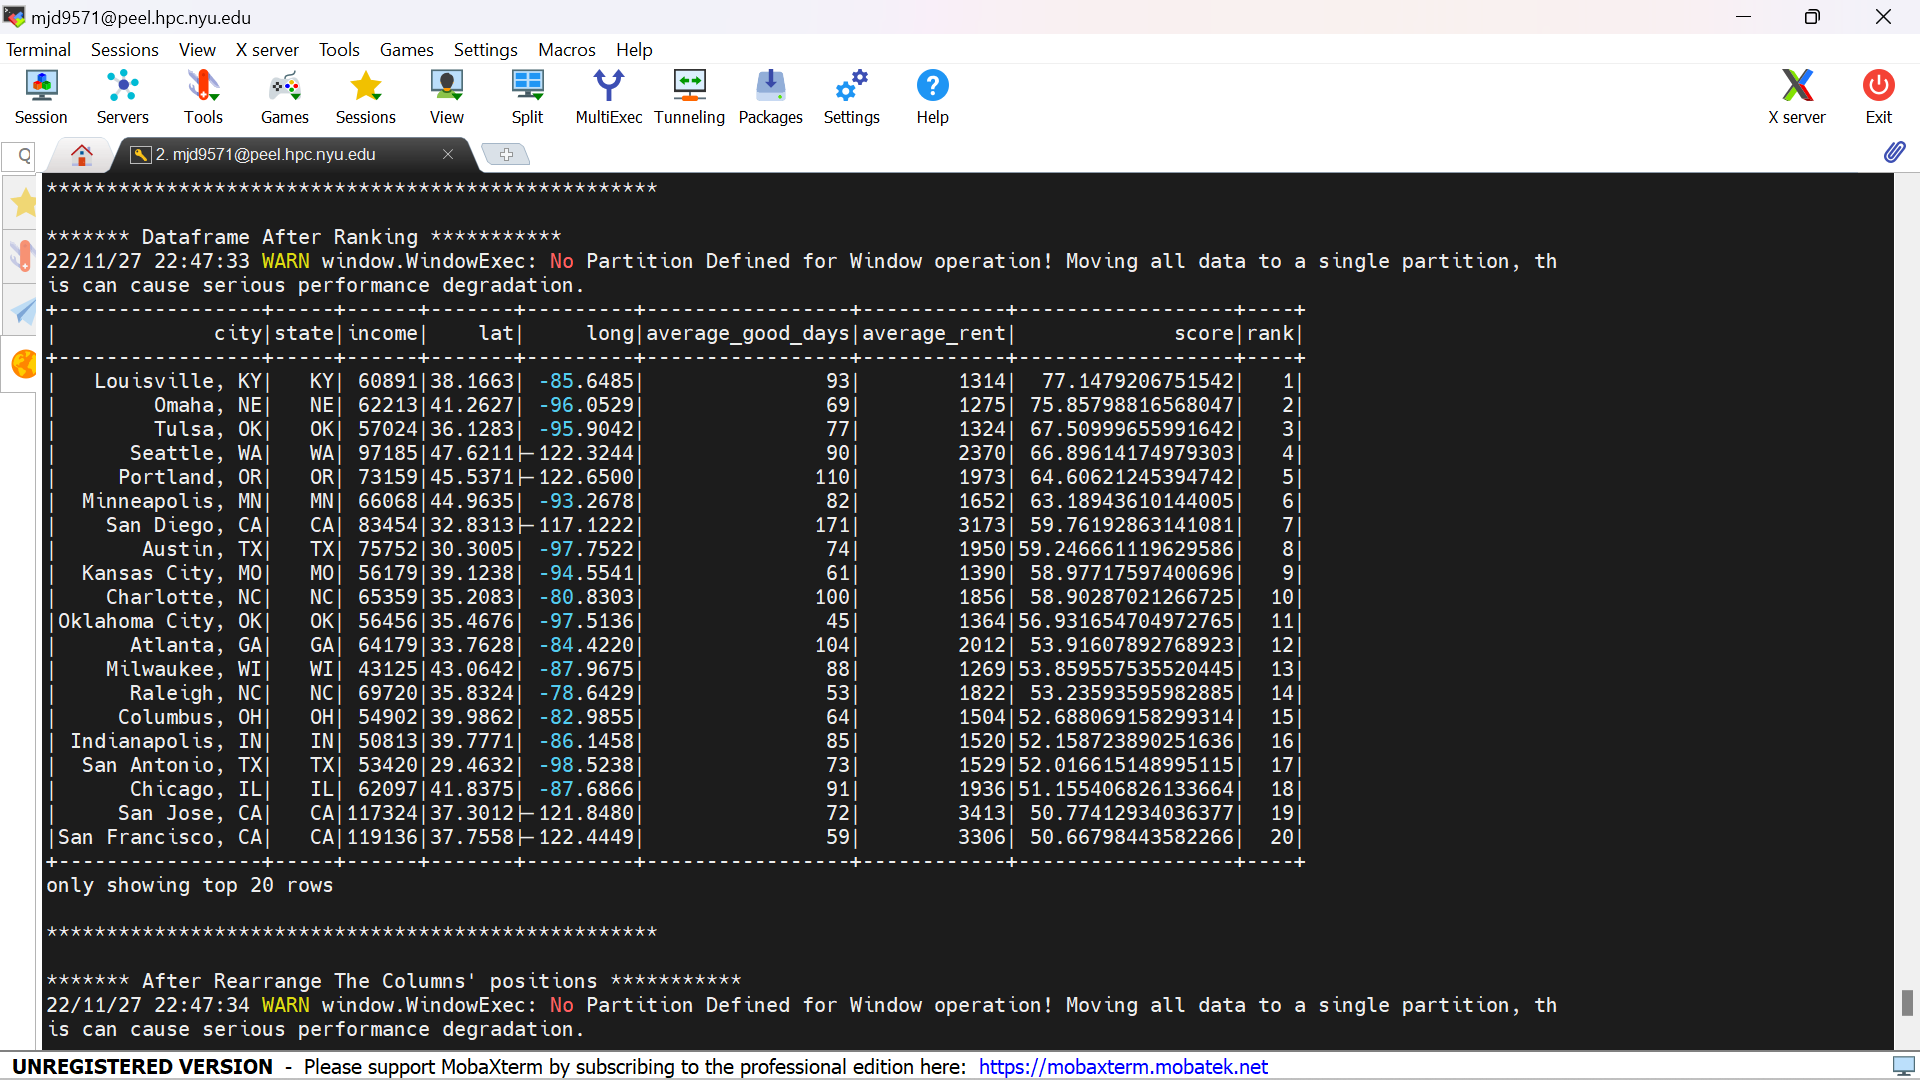 mjd9571@peel.hpc.nyu.edu
Terminal Sessions View X server Tools Games Settings Macros Help
Session Servers Tools Games Sessions View Split MultiExec Tunneling Packages Settings Help X server Exit
2. mjd9571@peel.hpc.nyu.edu
***************************************************
******* Dataframe After Ranking ***********
22/11/27 22:47:33 WARN window.WindowExec: No Partition Defined for Window operation! Moving all data to a single partition, th
is can cause serious performance degradation.
+-----------------+-----+------+-------+---------+-----------------+------------+------------------+----+
|             city|state|income|    lat|     long|average_good_days|average_rent|             score|rank|
+-----------------+-----+------+-------+---------+-----------------+------------+------------------+----+
|   Louisville, KY|   KY| 60891|38.1663| -85.6485|               93|        1314|  77.1479206751542|   1|
|        Omaha, NE|   NE| 62213|41.2627| -96.0529|               69|        1275| 75.85798816568047|   2|
|        Tulsa, OK|   OK| 57024|36.1283| -95.9042|               77|        1324| 67.50999655991642|   3|
|      Seattle, WA|   WA| 97185|47.6211|-122.3244|               90|        2370| 66.89614174979303|   4|
|     Portland, OR|   OR| 73159|45.5371|-122.6500|              110|        1973| 64.60621245394742|   5|
|  Minneapolis, MN|   MN| 66068|44.9635| -93.2678|               82|        1652| 63.18943610144005|   6|
|    San Diego, CA|   CA| 83454|32.8313|-117.1222|              171|        3173| 59.76192863141081|   7|
|       Austin, TX|   TX| 75752|30.3005| -97.7522|               74|        1950|59.246661119629586|   8|
|  Kansas City, MO|   MO| 56179|39.1238| -94.5541|               61|        1390| 58.97717597400696|   9|
|    Charlotte, NC|   NC| 65359|35.2083| -80.8303|              100|        1856| 58.90287021266725|  10|
|Oklahoma City, OK|   OK| 56456|35.4676| -97.5136|               45|        1364|56.931654704972765|  11|
|      Atlanta, GA|   GA| 64179|33.7628| -84.4220|              104|        2012| 53.91607892768923|  12|
|    Milwaukee, WI|   WI| 43125|43.0642| -87.9675|               88|        1269|53.859557535520445|  13|
|      Raleigh, NC|   NC| 69720|35.8324| -78.6429|               53|        1822| 53.23593595982885|  14|
|     Columbus, OH|   OH| 54902|39.9862| -82.9855|               64|        1504|52.688069158299314|  15|
| Indianapolis, IN|   IN| 50813|39.7771| -86.1458|               85|        1520|52.158723890251636|  16|
|  San Antonio, TX|   TX| 53420|29.4632| -98.5238|               73|        1529|52.016615148995115|  17|
|      Chicago, IL|   IL| 62097|41.8375| -87.6866|               91|        1936|51.155406826133664|  18|
|     San Jose, CA|   CA|117324|37.3012|-121.8480|               72|        3413| 50.77412934036377|  19|
|San Francisco, CA|   CA|119136|37.7558|-122.4449|               59|        3306| 50.66798443582266|  20|
+-----------------+-----+------+-------+---------+-----------------+------------+------------------+----+
only showing top 20 rows
***************************************************
******* After Rearrange The Columns' positions ***********
22/11/27 22:47:34 WARN window.WindowExec: No Partition Defined for Window operation! Moving all data to a single partition, th
is can cause serious performance degradation.
UNREGISTERED VERSION - Please support MobaXterm by subscribing to the professional edition here: https://mobaxterm.mobatek.net